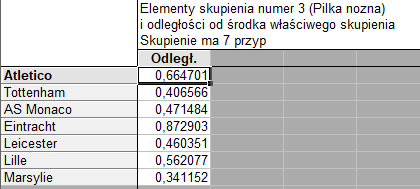 Elementy skupienia numer 3 (Pilka nozna)
i odległości od środka właściwego skupienia
Skupienie ma 7 przyp
Odległ.
Atletico 0,664701
Tottenham 0,406566
AS Monaco 0,471484
Eintracht 0,872903
Leicester 0,460351
Lille 0,562077
Marsylie 0,341152